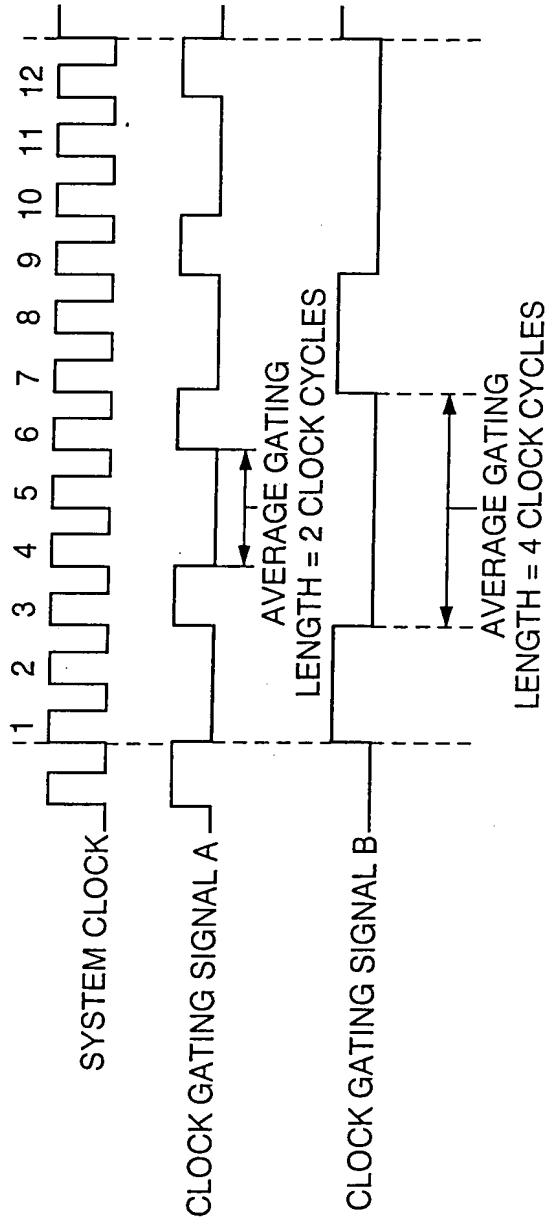 1 2 3 4 5 6 7 8 9 10 11 12
SYSTEM CLOCK
CLOCK GATING SIGNAL A
AVERAGE GATING
LENGTH = 2 CLOCK CYCLES
CLOCK GATING SIGNAL B
AVERAGE GATING
LENGTH = 4 CLOCK CYCLES